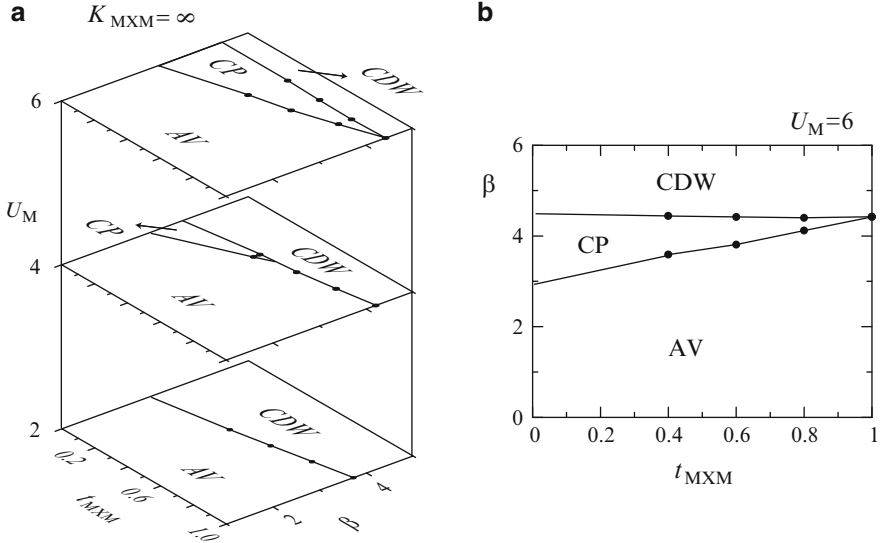 a
K MXM = ∞
CP
CDW
AV
6
U M
CP
CDW
AV
4
CDW
AV
2
0.2
0.6
1.0
t MXM
2
4
β
b
U M =6
6
β
CDW
4
CP
2
AV
0
0 0.2 0.4 0.6 0.8 1
t MXM